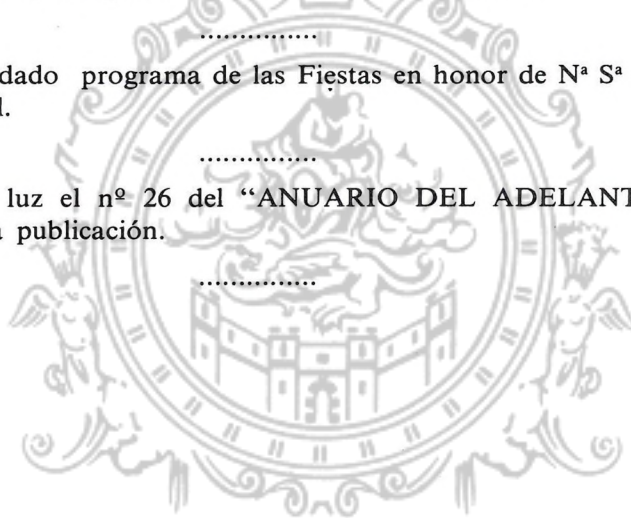 ................
dado programa de las Fiestas en honor de Nª Sª
l.
................
luz el nº 26 del “ANUARIO DEL ADELANT
a publicación.
................